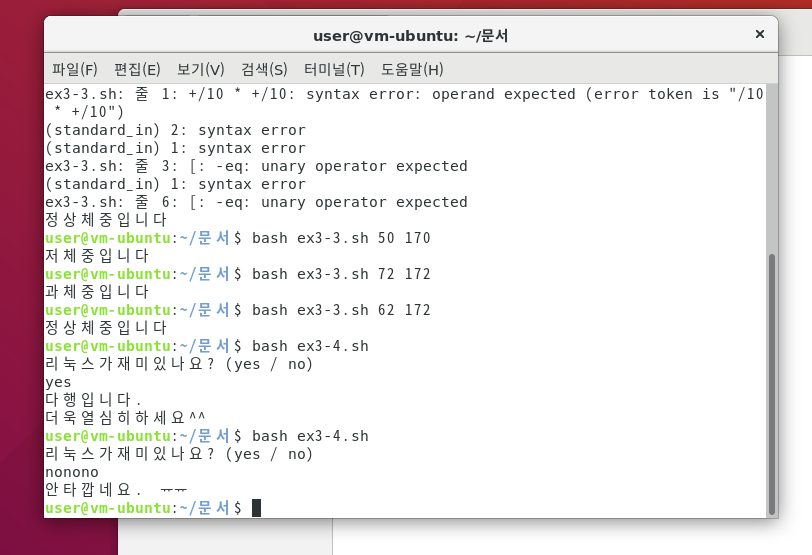 user@vm-ubuntu: ~/문서
파일(F) 편집(E) 보기(V) 검색(S) 터미널(T) 도움말(H)
ex3-3.sh: 줄 1: +/10 * +/10: syntax error: operand expected (error token is "/10
 * +/10")
(standard_in) 2: syntax error
(standard_in) 1: syntax error
ex3-3.sh: 줄 3: [: -eq: unary operator expected
(standard_in) 1: syntax error
ex3-3.sh: 줄 6: [: -eq: unary operator expected
정상체중입니다
user@vm-ubuntu:~/문서$ bash ex3-3.sh 50 170
저체중입니다
user@vm-ubuntu:~/문서$ bash ex3-3.sh 72 172
과체중입니다
user@vm-ubuntu:~/문서$ bash ex3-3.sh 62 172
정상체중입니다
user@vm-ubuntu:~/문서$ bash ex3-4.sh
리눅스가재미있나요? (yes / no)
yes
다행입니다.
더욱열심히하세요^^
user@vm-ubuntu:~/문서$ bash ex3-4.sh
리눅스가재미있나요? (yes / no)
nonono
안타깝네요. ㅠㅠ
user@vm-ubuntu:~/문서$